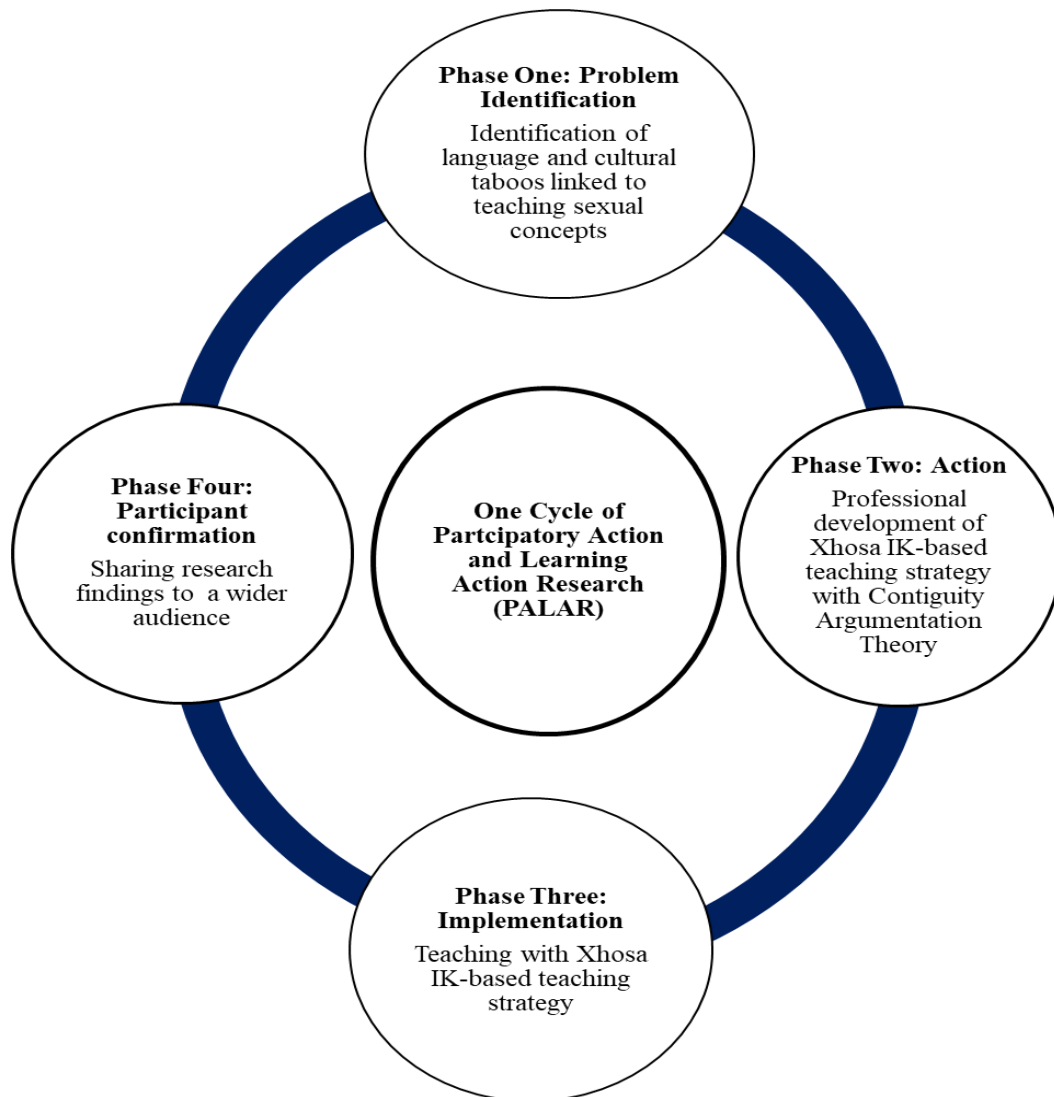 Phase One: Problem
Identification
Identification of
language and cultural
taboos linked to
teaching sexual
concepts
Phase Two: Action
Professional
development of
Xhosa IK-based
teaching strategy
with Contiguity
Argumentation
Theory
Phase Three:
Implementation
Teaching with Xhosa
IK-based teaching
strategy
Phase Four:
Participant
confirmation
Sharing research
findings to a wider
audience
One Cycle of
Partcipatory Action
and Learning
Action Research
(PALAR)